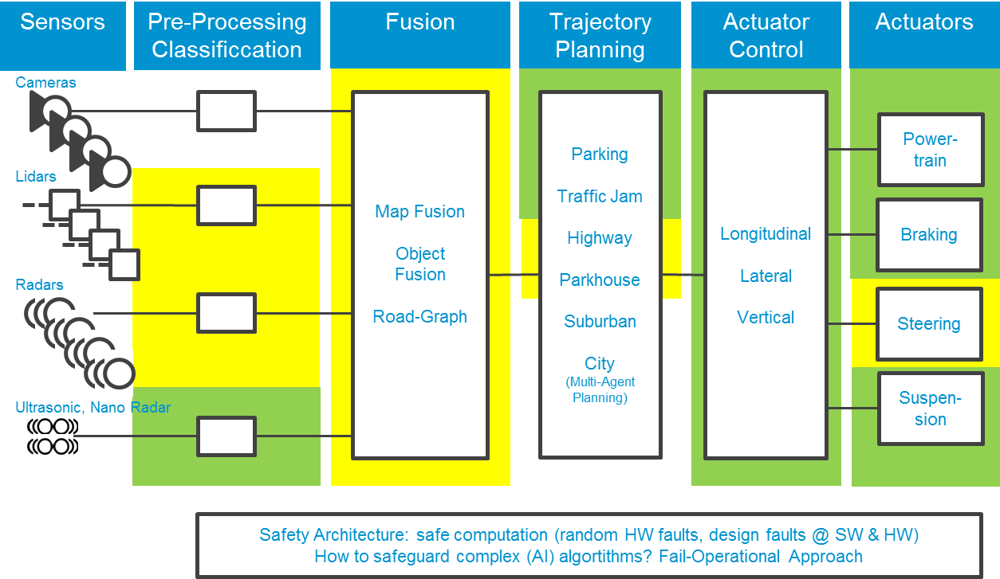 Sensors
Pre-Processing
Classificcation
Fusion
Trajectory
Planning
Actuator
Control
Actuators
Cameras
Lidars
Radars
Ultrasonic, Nano Radar
Map Fusion
Object
Fusion
Road-Graph
Parking
Traffic Jam
Highway
Parkhouse
Suburban
City
(Multi-Agent
Planning)
Longitudinal
Lateral
Vertical
Power-
train
Braking
Steering
Suspen-
sion
Safety Architecture: safe computation (random HW faults, design faults @ SW & HW)
How to safeguard complex (AI) algortithms? Fail-Operational Approach